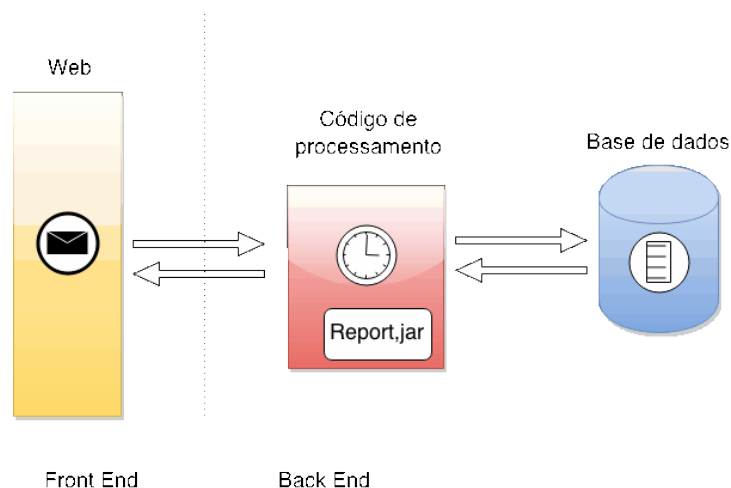 Web
Código de
processamento
Base de dados
Report,jar
Front End
Back End